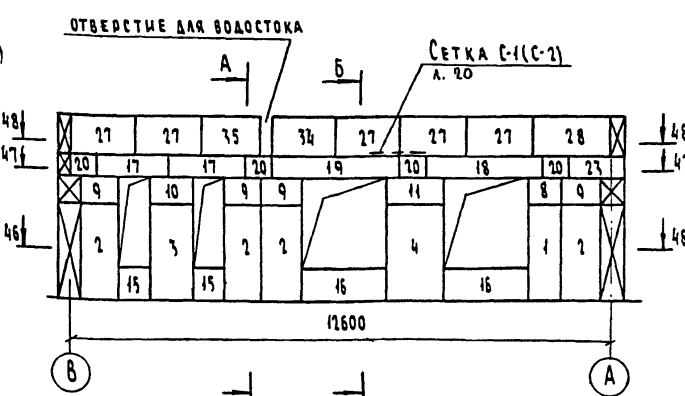 ОТВЕРСТИЕ ДЛЯ ВОДОСТОКА
)
А Б СЕТКА С-1(С-2)
л. 20
48 27 27 35 34 27 27 27 28 48
47 20 17 17 20 19 20 18 20 23 47
9 10 9 9 11 8 9
46 2 3 2 2 4 1 2 46
15 15 16 16
12600
В А